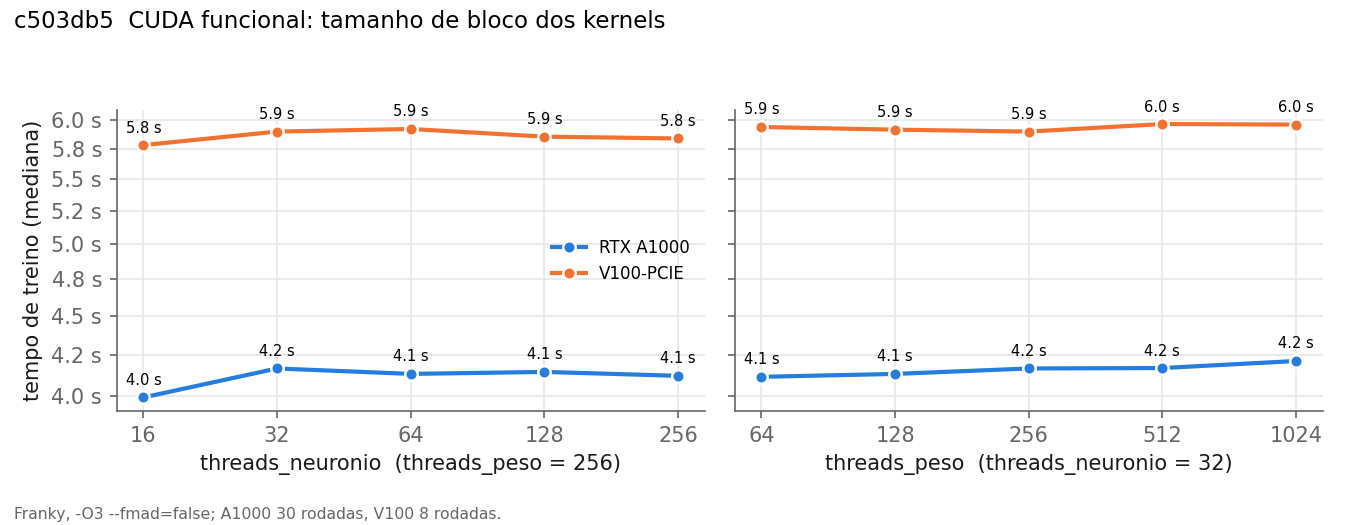 c503db5  CUDA funcional: tamanho de bloco dos kernels
tempo de treino (mediana)
6.0 s
5.8 s
5.5 s
5.2 s
5.0 s
4.8 s
4.5 s
4.2 s
4.0 s
5.8 s
5.9 s
5.9 s
5.9 s
5.8 s
RTX A1000
V100-PCIE
4.0 s
4.2 s
4.1 s
4.1 s
4.1 s
16 32 64 128 256
threads_neuronio  (threads_peso = 256)
5.9 s
5.9 s
5.9 s
6.0 s
6.0 s
4.1 s
4.1 s
4.2 s
4.2 s
4.2 s
64 128 256 512 1024
threads_peso  (threads_neuronio = 32)
Franky, -O3 --fmad=false; A1000 30 rodadas, V100 8 rodadas.